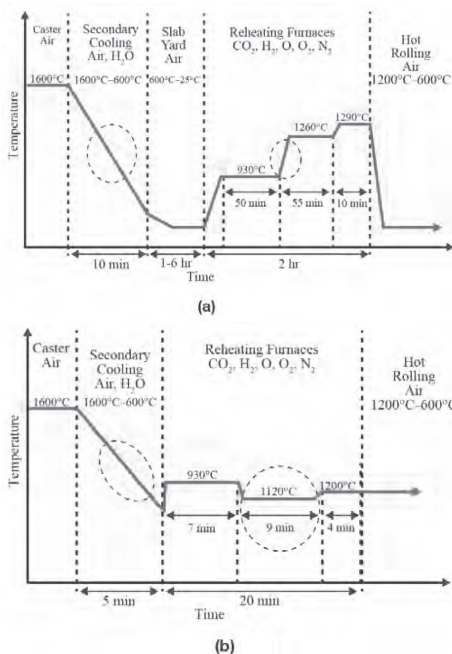 Caster
Air
Secondary
Cooling
Air, H2O
Slab
Yard
Air
Reheating Furnaces
CO2, H2, O, O2, N2
Hot
Rolling
Air
1200°C–600°C
1600°C
1600°C–600°C
600°C–25°C
930°C
1260°C
1290°C
50 min
55 min
10 min
Temperature
10 min
1-6 hr
2 hr
Time
(a)
Caster
Air
Secondary
Cooling
Air, H2O
Reheating Furnaces
CO2, H2, O, O2, N2
Hot
Rolling
Air
1200°C–600°C
1600°C
1600°C–600°C
930°C
1120°C
1200°C
7 min
9 min
4 min
Temperature
5 min
20 min
Time
(b)